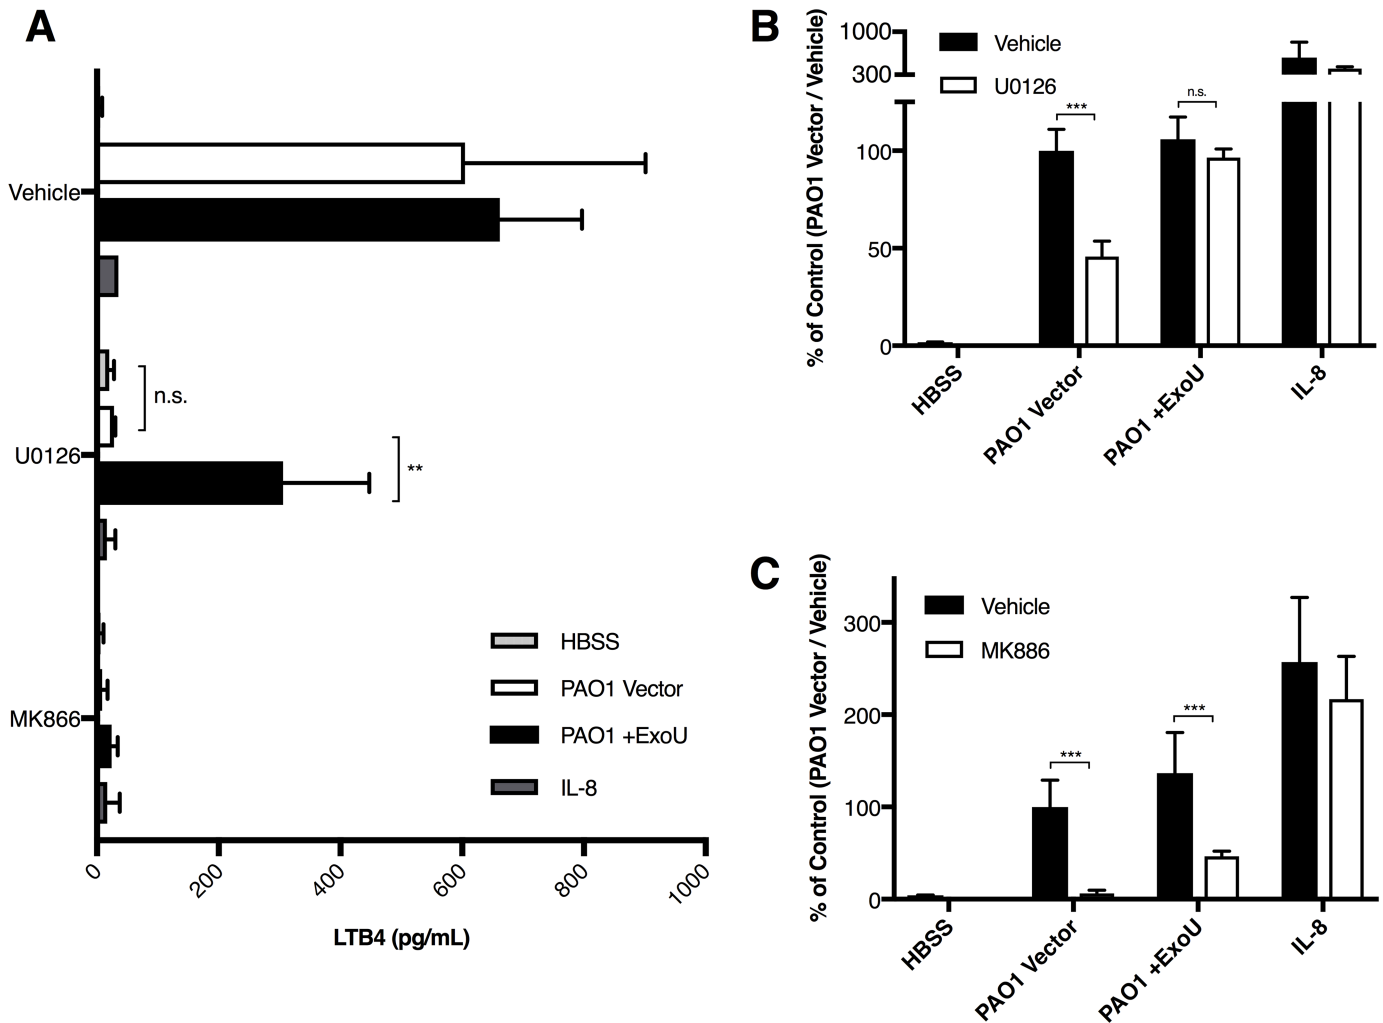 A
Vehicle
U0126
MK866
n.s.
**
HBSS
PAO1 Vector
PAO1 +ExoU
IL-8
0
200
400
600
800
1000
LTB4 (pg/mL)
B
% of Control (PAO1 Vector / Vehicle)
1000
300
100
50
0
Vehicle
U0126
***
n.s.
HBSS
PAO1 Vector
PAO1 +ExoU
IL-8
C
% of Control (PAO1 Vector / Vehicle)
300
200
100
0
Vehicle
MK886
***
***
HBSS
PAO1 Vector
PAO1 +ExoU
IL-8